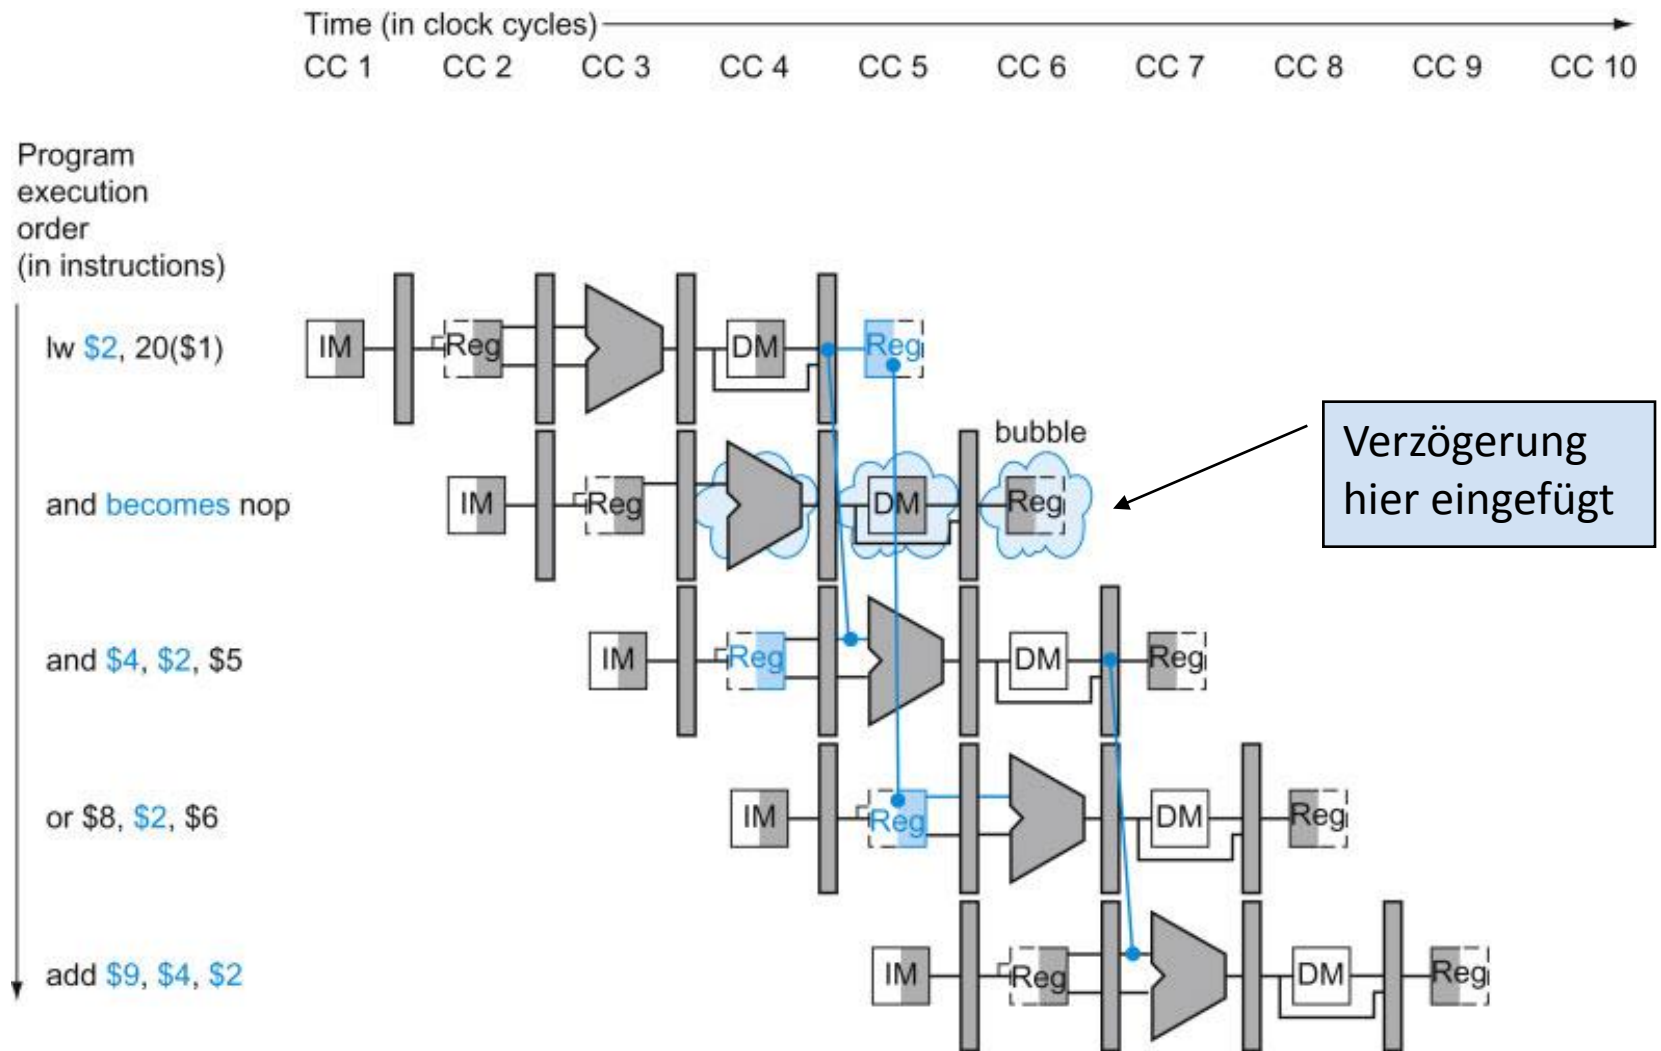 Time (in clock cycles)
CC 1 CC 2 CC 3 CC 4 CC 5 CC 6 CC 7 CC 8 CC 9 CC 10
Program
execution
order
(in instructions)
lw $2, 20($1)
IM Reg DM Reg
bubble
Verzögerung
hier eingefügt
and becomes nop
IM Reg DM Reg
and $4, $2, $5
IM Reg DM Reg
or $8, $2, $6
IM Reg DM Reg
add $9, $4, $2
IM Reg DM Reg